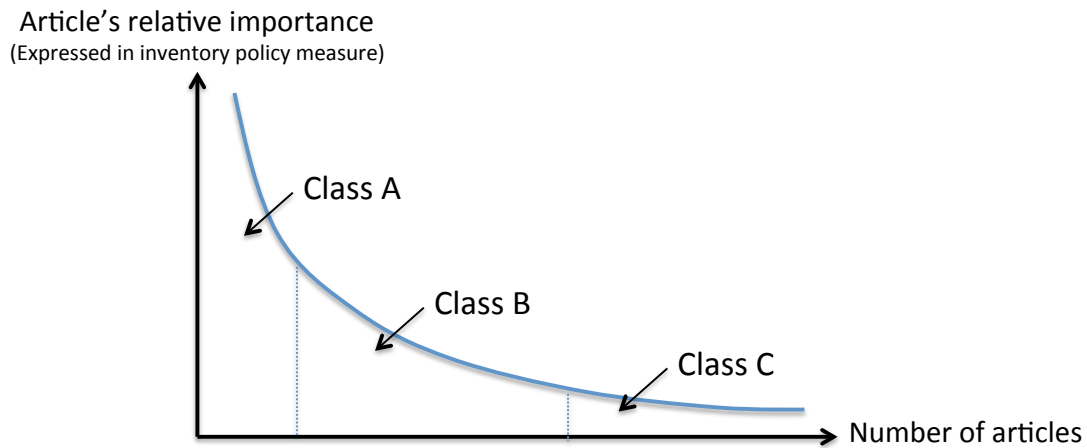 Article's relative importance
(Expressed in inventory policy measure)
Class A
Class B
Class C
Number of articles